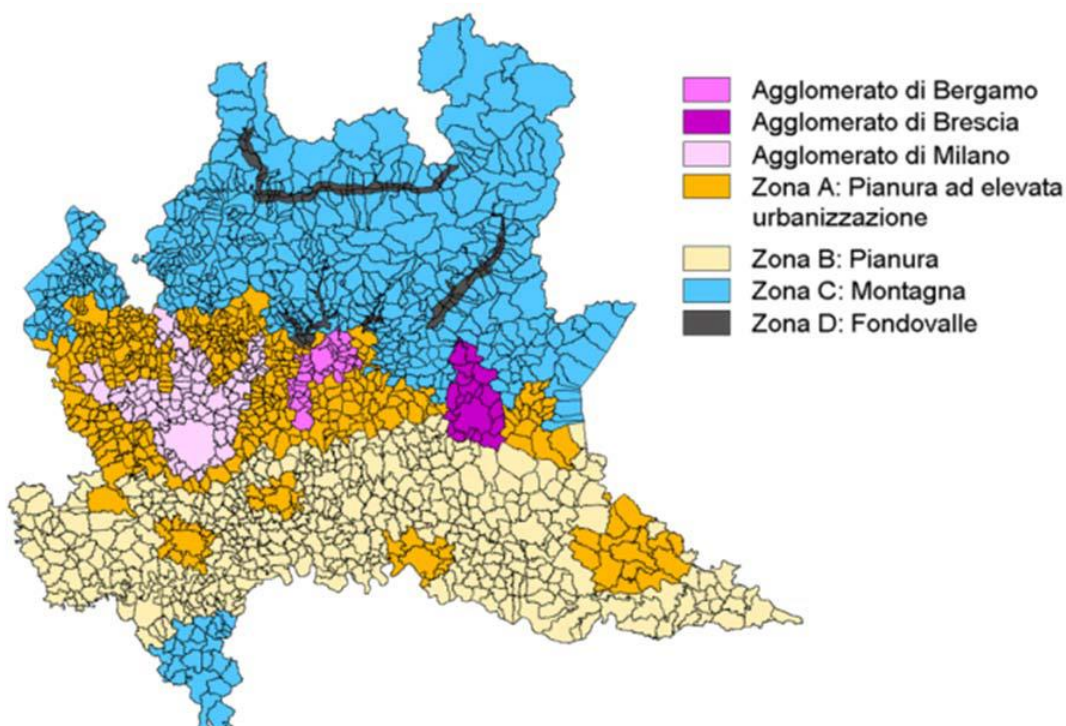 Agglomerato di Bergamo
Agglomerato di Brescia
Agglomerato di Milano
Zona A: Pianura ad elevata
urbanizzazione
Zona B: Pianura
Zona C: Montagna
Zona D: Fondovalle